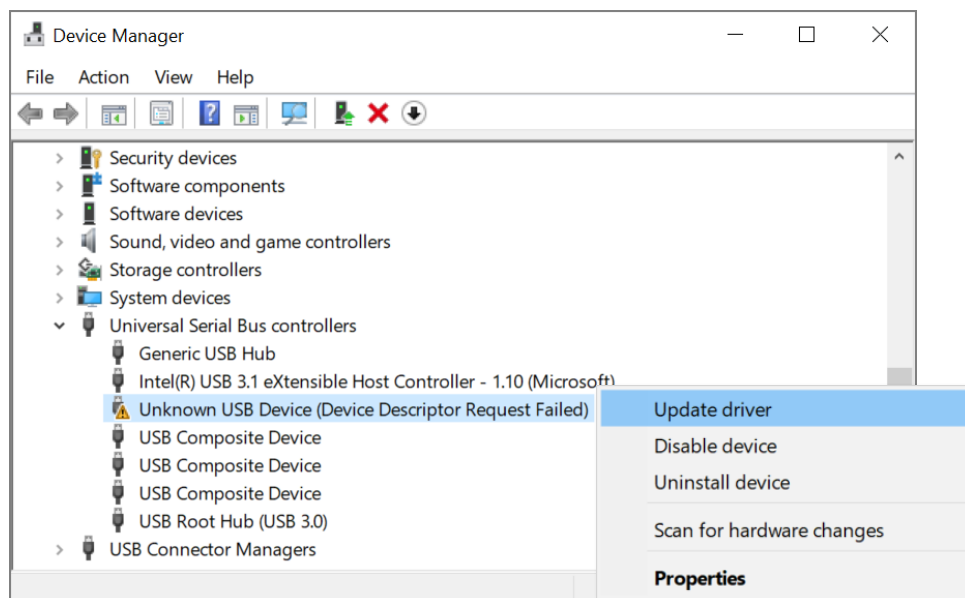 Device Manager
File Action View Help
Security devices
Software components
Software devices
Sound, video and game controllers
Storage controllers
System devices
Universal Serial Bus controllers
Generic USB Hub
Intel(R) USB 3.1 eXtensible Host Controller - 1.10 (Microsoft)
Unknown USB Device (Device Descriptor Request Failed)
USB Composite Device
USB Composite Device
USB Composite Device
USB Root Hub (USB 3.0)
USB Connector Managers
Update driver
Disable device
Uninstall device
Scan for hardware changes
Properties